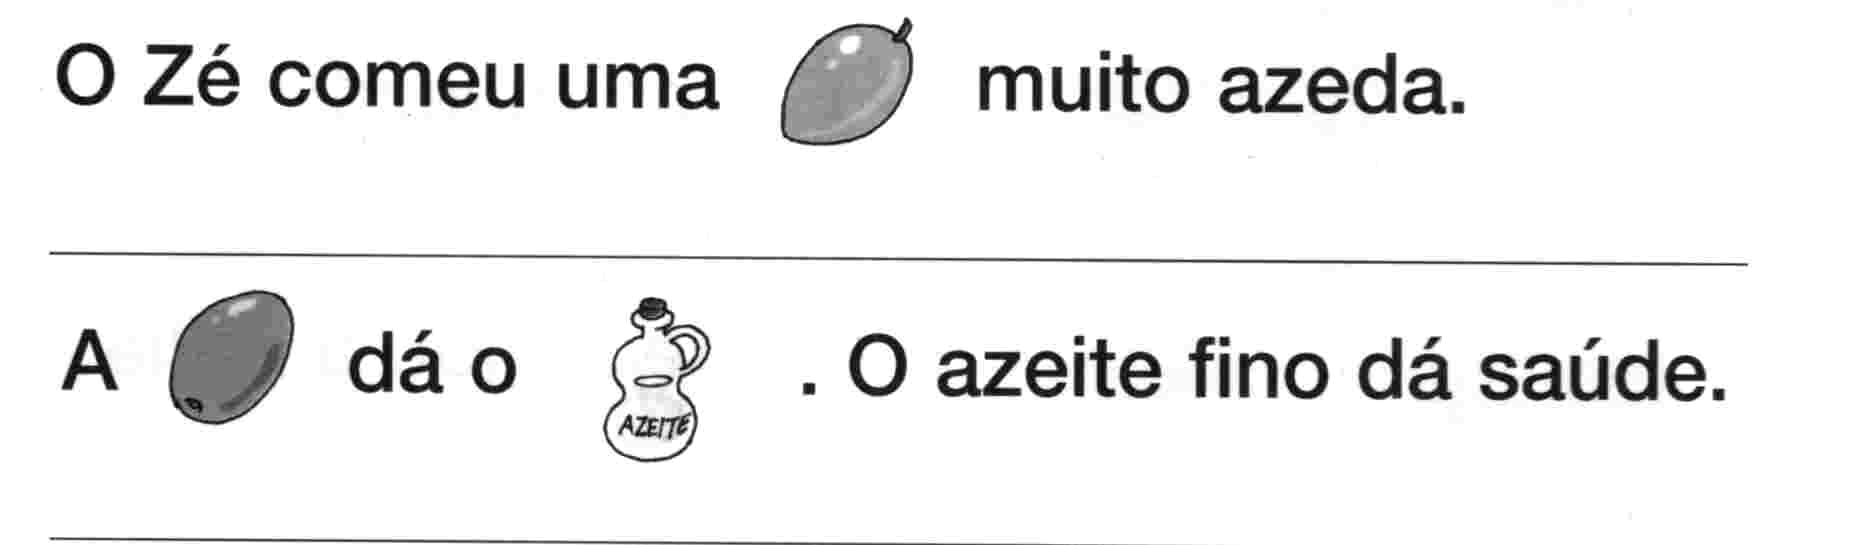 O Zé comeu uma muito azeda.
A dá o AZEITE . O azeite fino dá saúde.